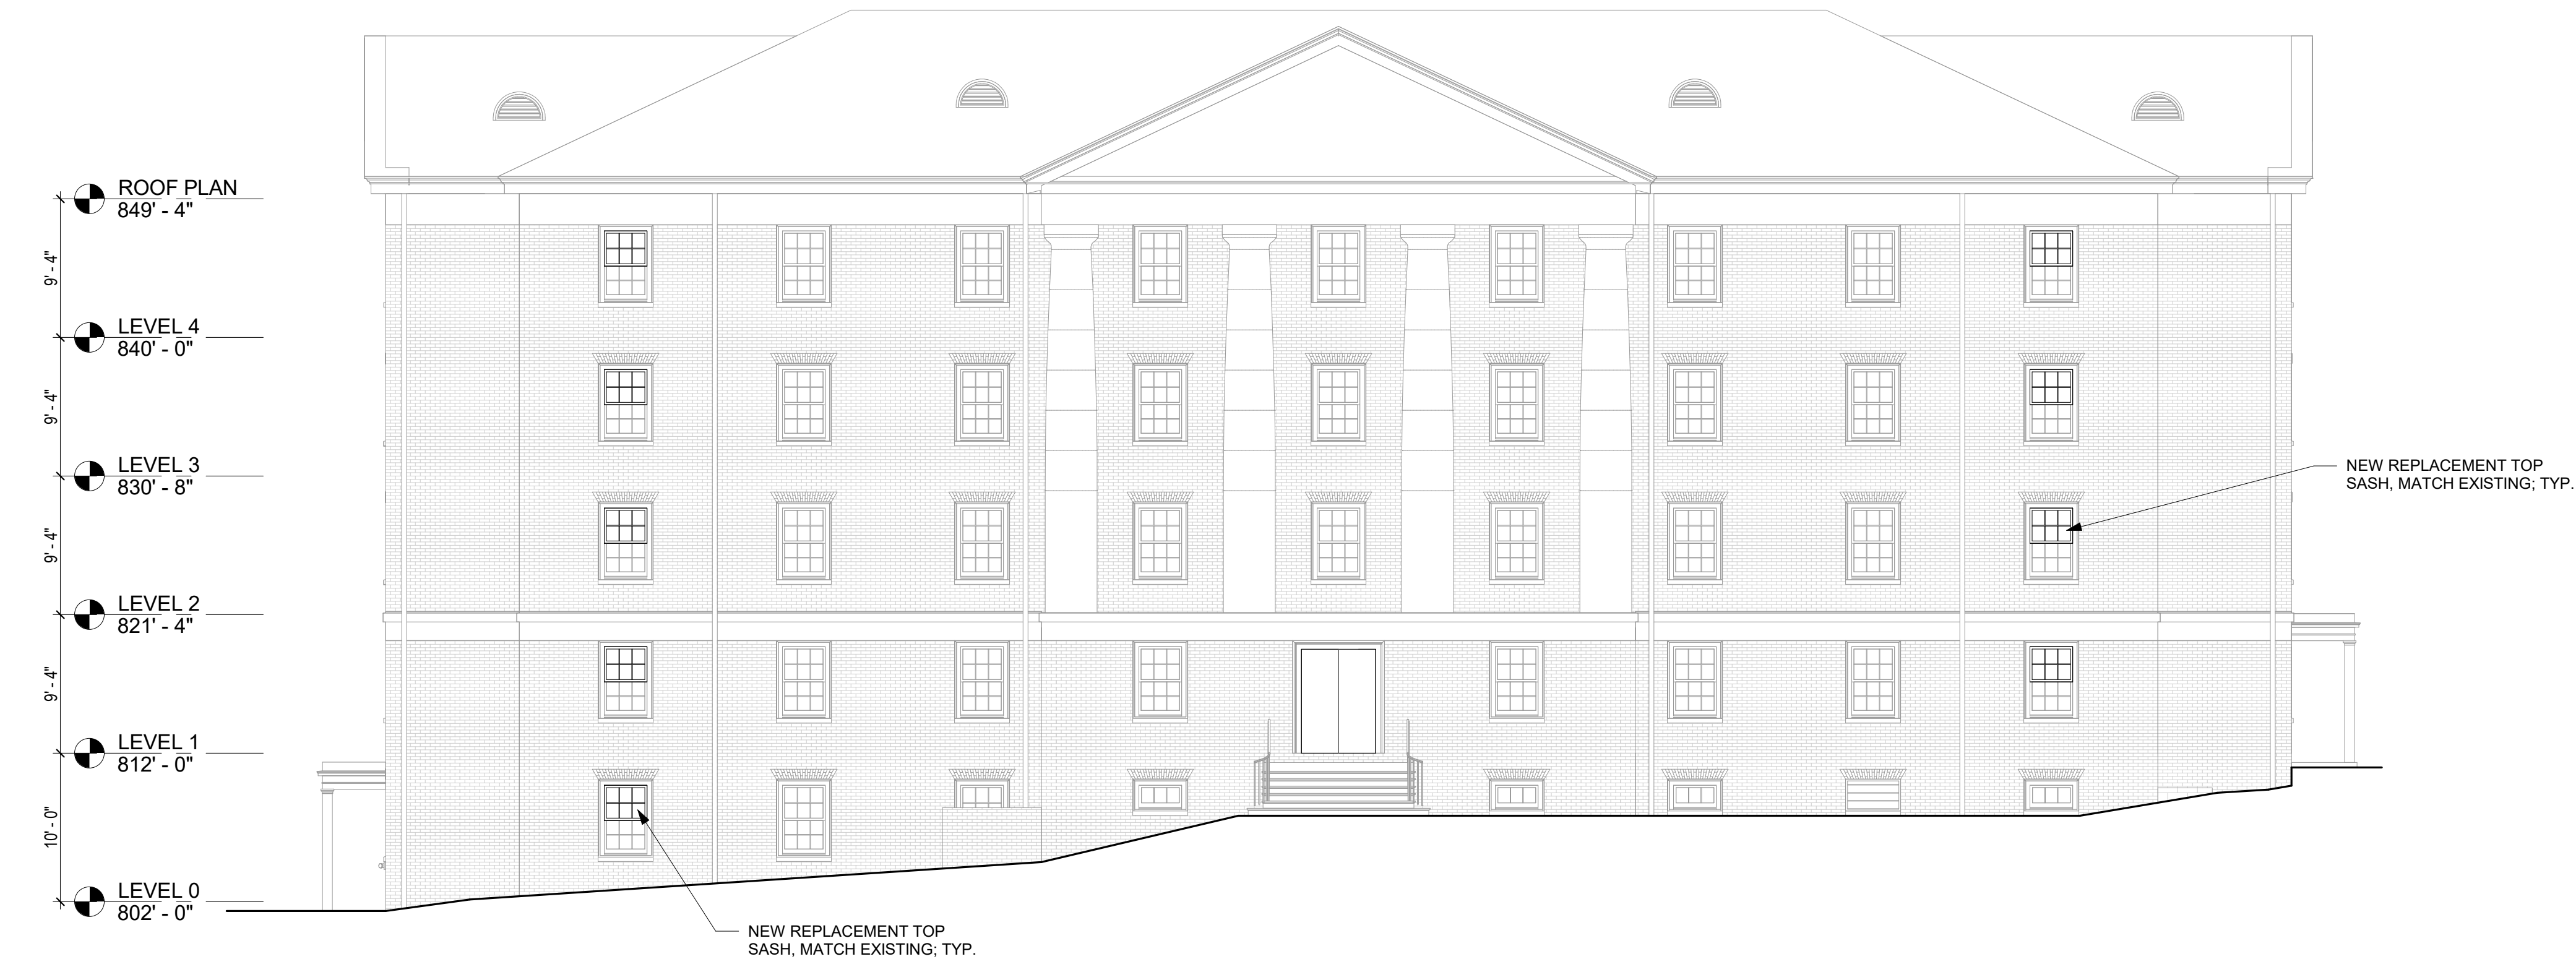 ROOF PLAN
849' - 4"
9' - 4"
LEVEL 4
840' - 0"
9' - 4"
LEVEL 3
830' - 8"
NEW REPLACEMENT TOP
SASH, MATCH EXISTING; TYP.
9' - 4"
LEVEL 2
821' - 4"
9' - 4"
LEVEL 1
812' - 0"
10' - 0"
LEVEL 0
802' - 0"
NEW REPLACEMENT TOP
SASH, MATCH EXISTING; TYP.